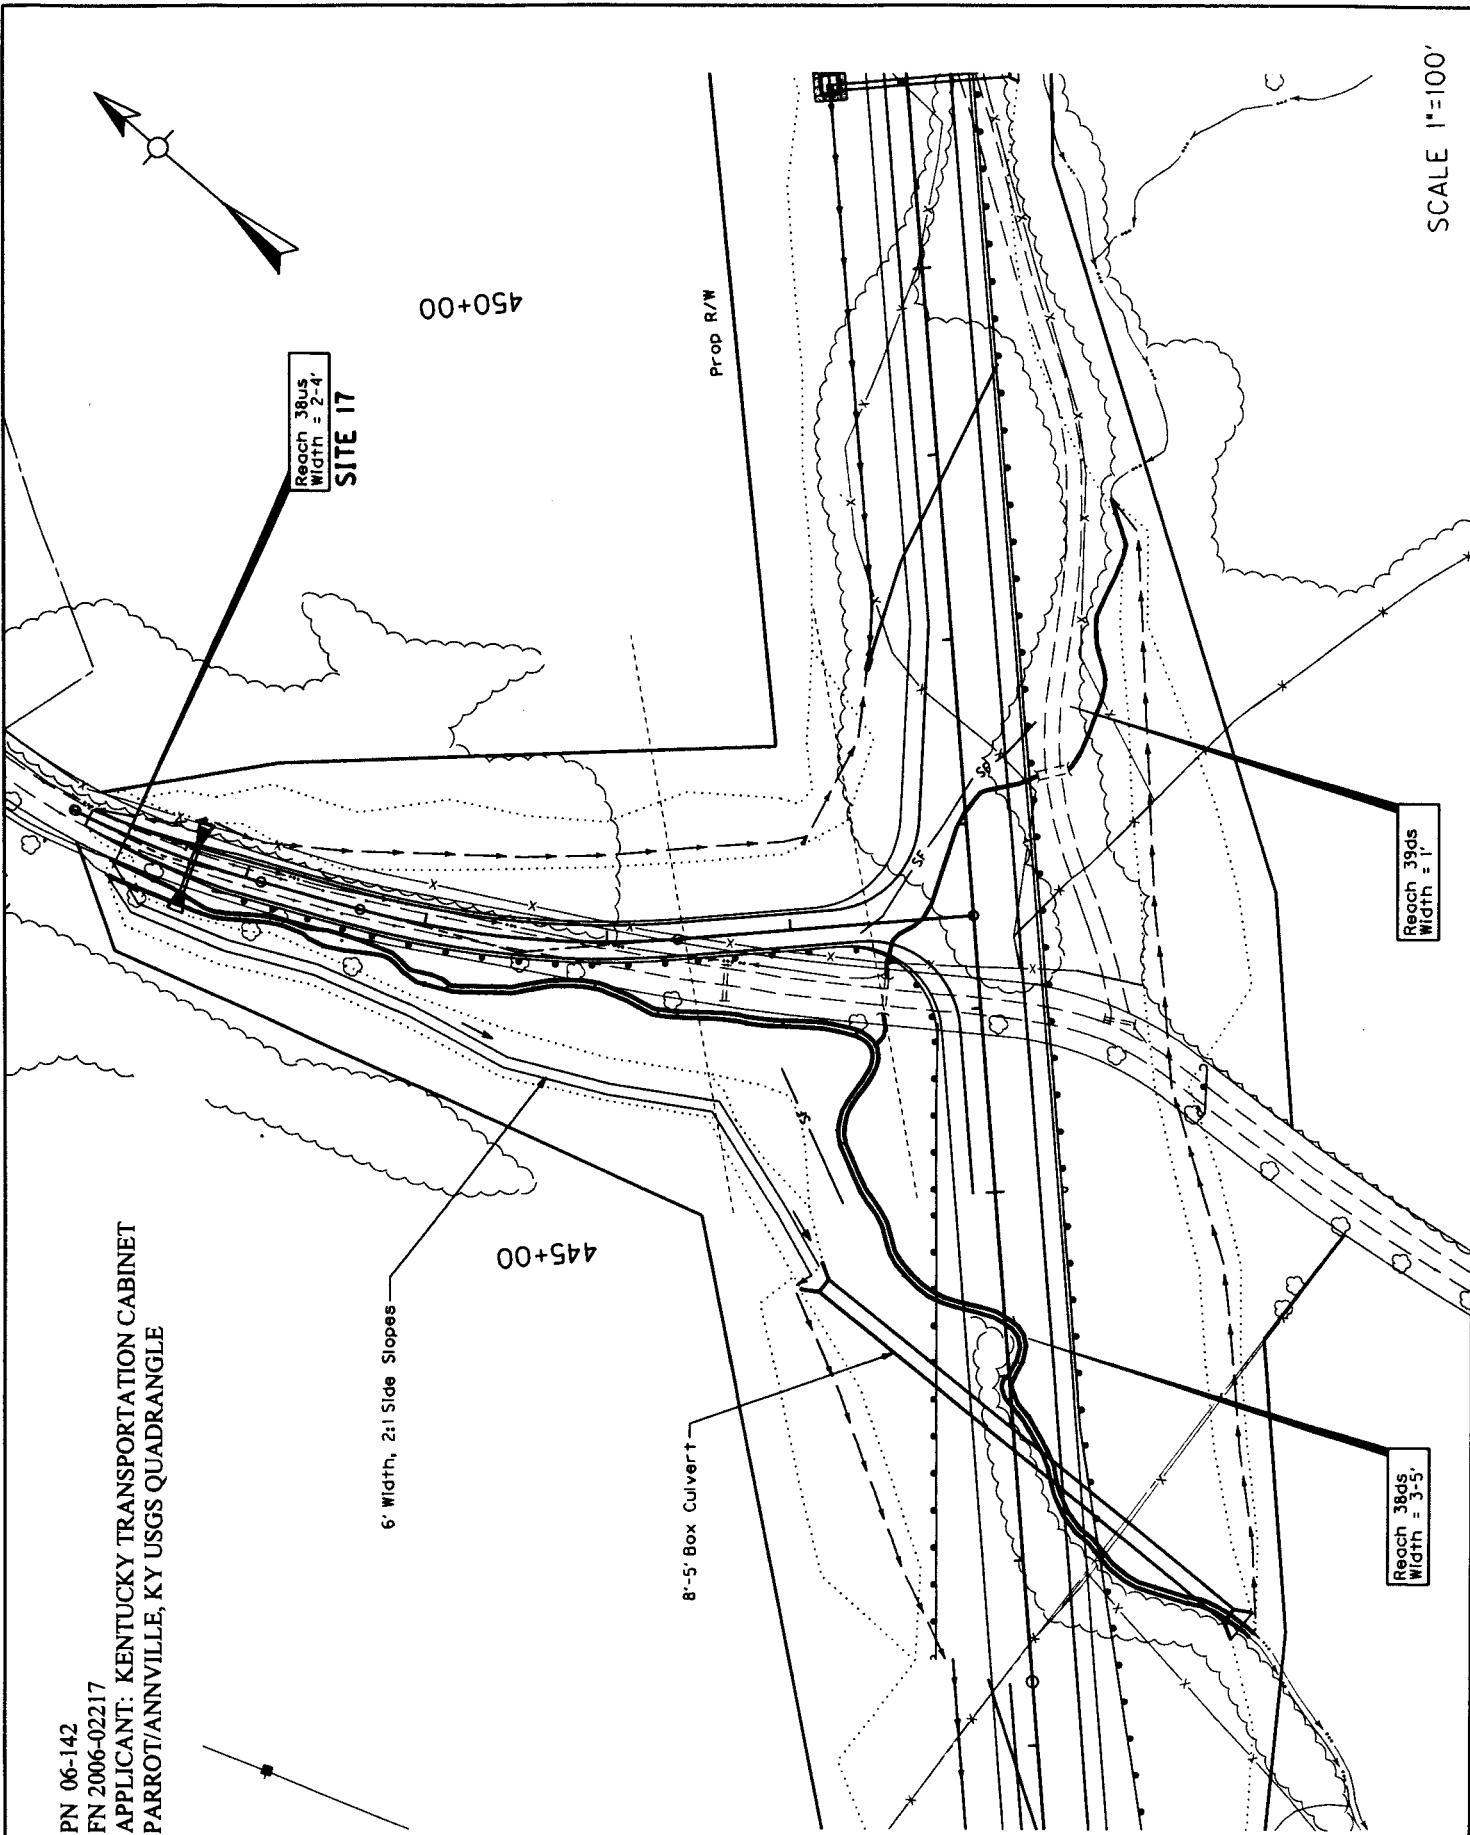 PN 06-142
FN 2006-02217
APPLICANT: KENTUCKY TRANSPORTATION CABINET
PARROT/ANNVILLE, KY USGS QUADRANGLE
Reach 38us
Width = 2-4'
SITE 17
450+00
Prop R/W
SCALE 1"=100'
445+00
6' Width, 2:1 Side Slopes
8'-5' Box Culvert
SF
SF
SF
Reach 39ds
Width = 1'
Reach 38ds
Width = 3-5'